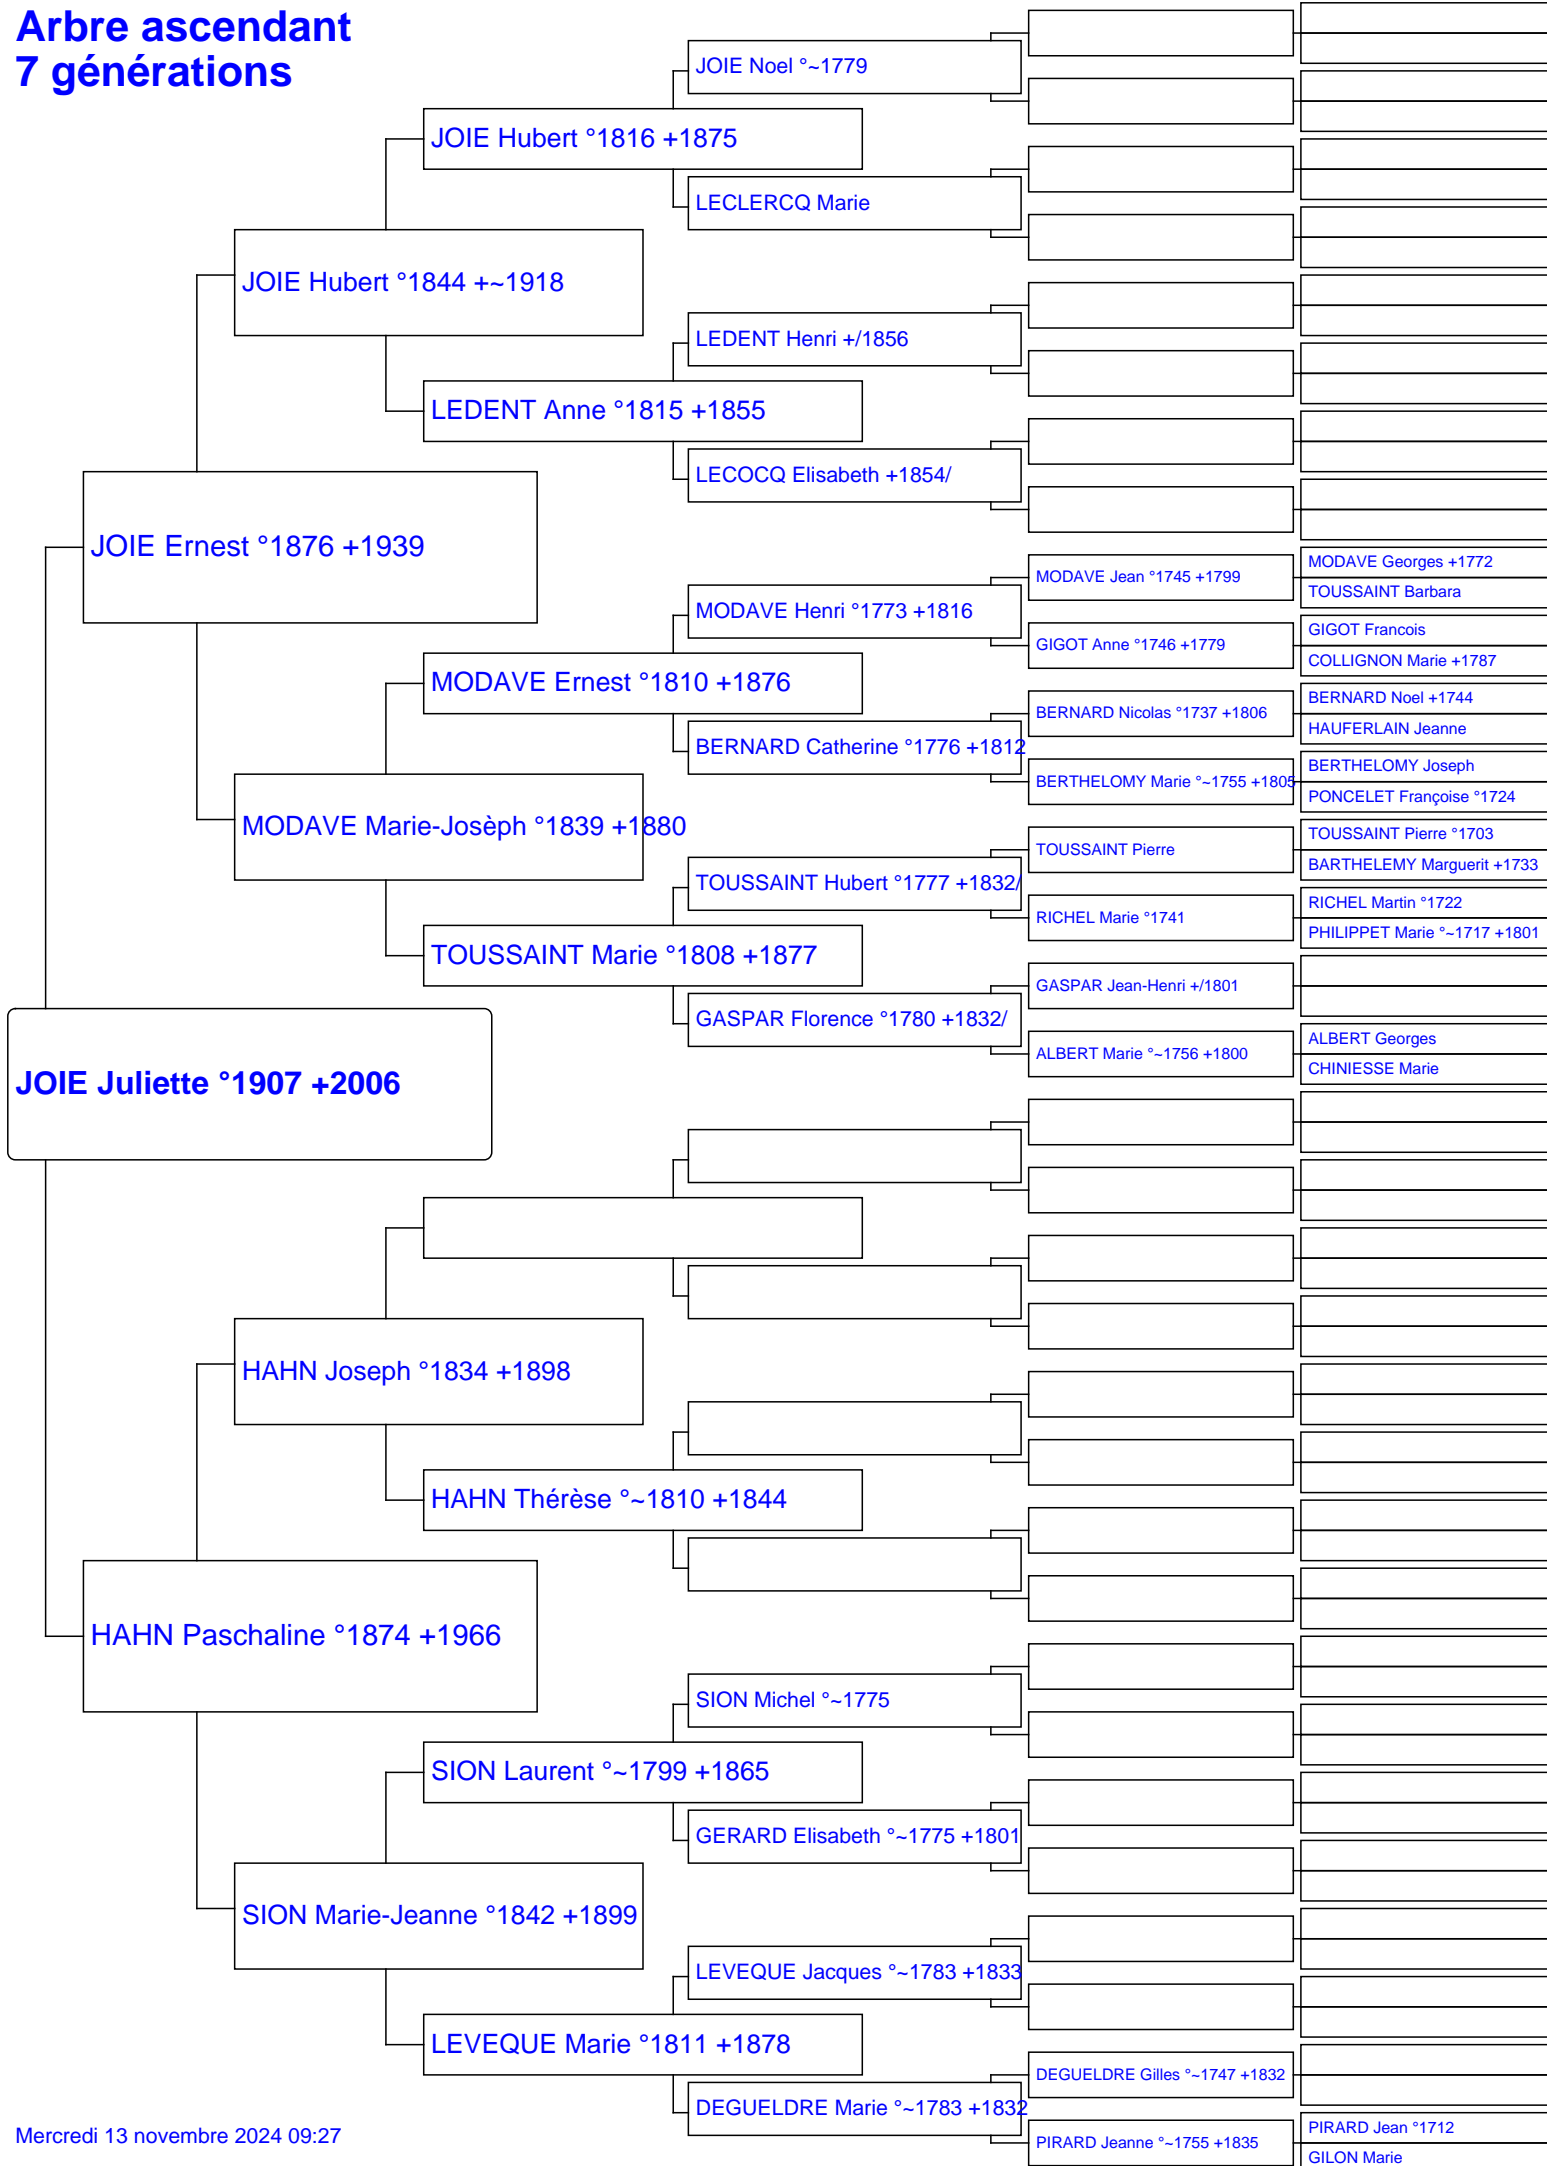 Arbre ascendant
7 générations
JOIE Noel °~1779
JOIE Hubert °1816 +1875
LECLERCQ Marie
JOIE Hubert °1844 +~1918
LEDENT Henri +/1856
LEDENT Anne °1815 +1855
LECOCQ Elisabeth +1854/
JOIE Ernest °1876 +1939
MODAVE Georges +1772
MODAVE Jean °1745 +1799
TOUSSAINT Barbara
MODAVE Henri °1773 +1816
GIGOT Francois
GIGOT Anne °1746 +1779
COLLIGNON Marie +1787
MODAVE Ernest °1810 +1876
BERNARD Noel +1744
BERNARD Nicolas °1737 +1806
HAUFERLAIN Jeanne
BERNARD Catherine °1776 +1812
BERTHELOMY Joseph
BERTHELOMY Marie °~1755 +1805
PONCELET Françoise °1724
MODAVE Marie-Josèph °1839 +1880
TOUSSAINT Pierre °1703
TOUSSAINT Pierre
BARTHELEMY Marguerit +1733
TOUSSAINT Hubert °1777 +1832/
RICHEL Martin °1722
RICHEL Marie °1741
PHILIPPET Marie °~1717 +1801
TOUSSAINT Marie °1808 +1877
GASPAR Jean-Henri +/1801
GASPAR Florence °1780 +1832/
ALBERT Georges
ALBERT Marie °~1756 +1800
CHINIESSE Marie
JOIE Juliette °1907 +2006
HAHN Joseph °1834 +1898
HAHN Thérèse °~1810 +1844
HAHN Paschaline °1874 +1966
SION Michel °~1775
SION Laurent °~1799 +1865
GERARD Elisabeth °~1775 +1801
SION Marie-Jeanne °1842 +1899
LEVEQUE Jacques °~1783 +1833
LEVEQUE Marie °1811 +1878
DEGUELDRE Gilles °~1747 +1832
DEGUELDRE Marie °~1783 +1832
PIRARD Jean °1712
PIRARD Jeanne °~1755 +1835
GILON Marie
Mercredi 13 novembre 2024 09:27